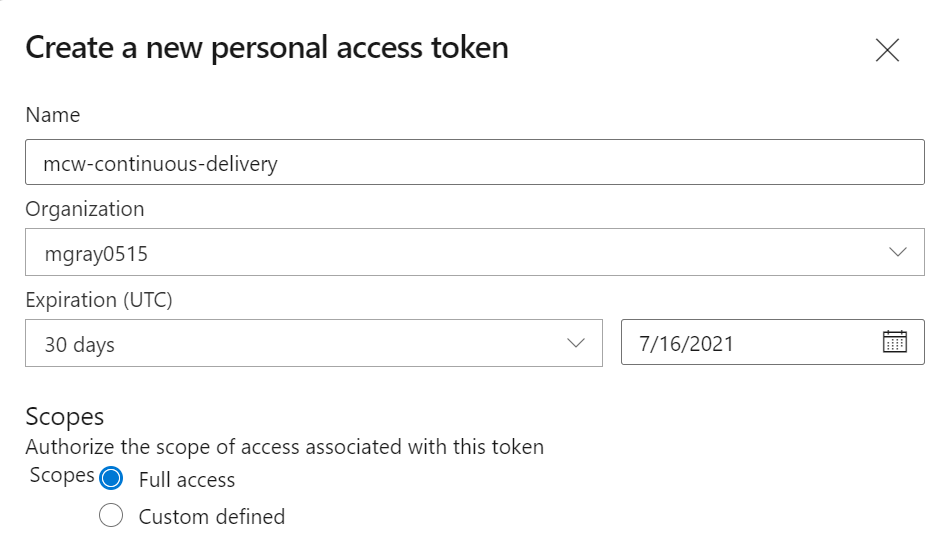 Create a new personal access token
Name
mcw-continuous-delivery
Organization
mgray0515
Expiration (UTC)
30 days
7/16/2021
Scopes
Authorize the scope of access associated with this token
Scopes
Full access
Custom defined